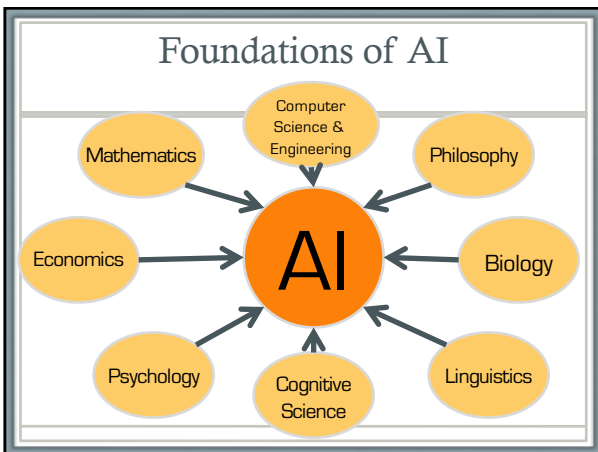 Foundations of AI
Computer
Science &
Engineering
Mathematics
Philosophy
Economics
AI
Biology
Psychology
Cognitive
Science
Linguistics